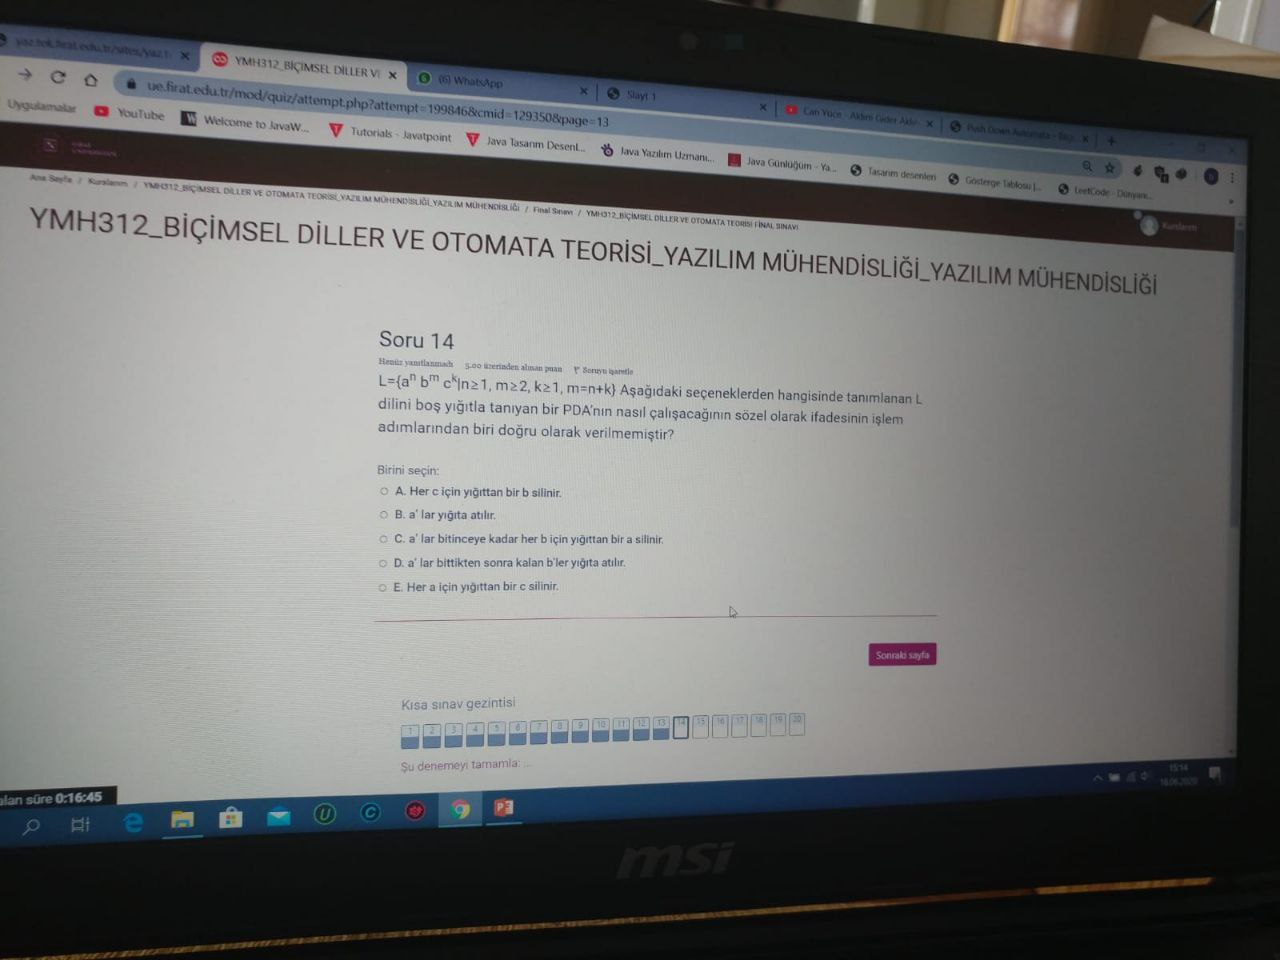 yaz.tek.firat.edu.tr/sites/yaz.t
YMH312_BİÇİMSEL DİLLER VE
(6) WhatsApp
Slayt 1
Can Yüce - Aklını Gider Aklı
Push Down Automata - Bilgi
ue.firat.edu.tr/mod/quiz/attempt.php?attempt=199846&cmid=129350&page=13
Uygulamalar
YouTube
Welcome to JavaW...
Tutorials - Javatpoint
Java Tasarım Desenl...
Java Yazılım Uzmanı...
Java Günlüğüm - Ya...
Tasarım desenleri
Gösterge Tablosu |...
LeetCode - Dünyanı...
Kurslarım
Ana Sayfa / Kurslarım / YMH312_BİÇİMSEL DİLLER VE OTOMATA TEORİSİ_YAZILIM MÜHENDİSLİĞİ_YAZILIM MÜHENDİSLİĞİ / Final Sınavı / YMH312_BİÇİMSEL DİLLER VE OTOMATA TEORİSİ FİNAL SINAVI
YMH312_BİÇİMSEL DİLLER VE OTOMATA TEORİSİ_YAZILIM MÜHENDİSLİĞİ_YAZILIM MÜHENDİSLİĞİ
Soru 14
Henüz yanıtlanmadı 5.00 üzerinden alınan puan Soruyu işaretle
L={aⁿ bᵐ cᵏ|n≥1, m≥2, k≥1, m=n+k} Aşağıdaki seçeneklerden hangisinde tanımlanan L
dilini boş yığıtla tanıyan bir PDA'nın nasıl çalışacağının sözel olarak ifadesinin işlem
adımlarından biri doğru olarak verilmemiştir?
Birini seçin:
A. Her c için yığıttan bir b silinir.
B. a' lar yığıta atılır.
C. a' lar bitinceye kadar her b için yığıttan bir a silinir.
D. a' lar bittikten sonra kalan b'ler yığıta atılır.
E. Her a için yığıttan bir c silinir.
Sonraki sayfa
Kısa sınav gezintisi
1 2 3 4 5 6 7 8 9 10 11 12 13 14 15 16 17 18 19 20
Şu denemeyi tamamla: ...
alan süre 0:16:45
15:14
18.06.2020
msi